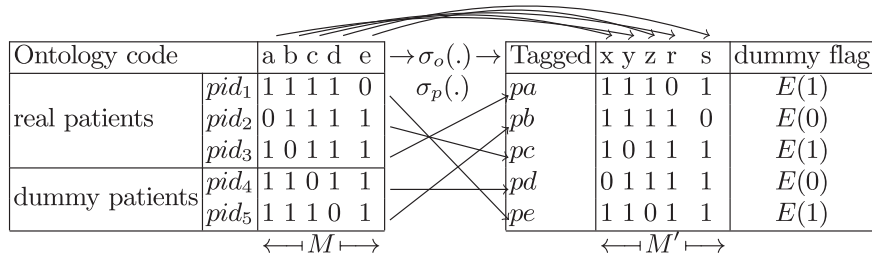 Ontology code a b c d e → σₒ(.) → Tagged x y z r s dummy flag
real patients pid₁ 1 1 1 1 0 σₚ(.) pa 1 1 1 0 1 E(1)
pid₂ 0 1 1 1 1 pb 1 1 1 1 0 E(0)
pid₃ 1 0 1 1 1 pc 1 0 1 1 1 E(1)
dummy patients pid₄ 1 1 0 1 1 pd 0 1 1 1 1 E(0)
pid₅ 1 1 1 0 1 pe 1 1 0 1 1 E(1)
M M′